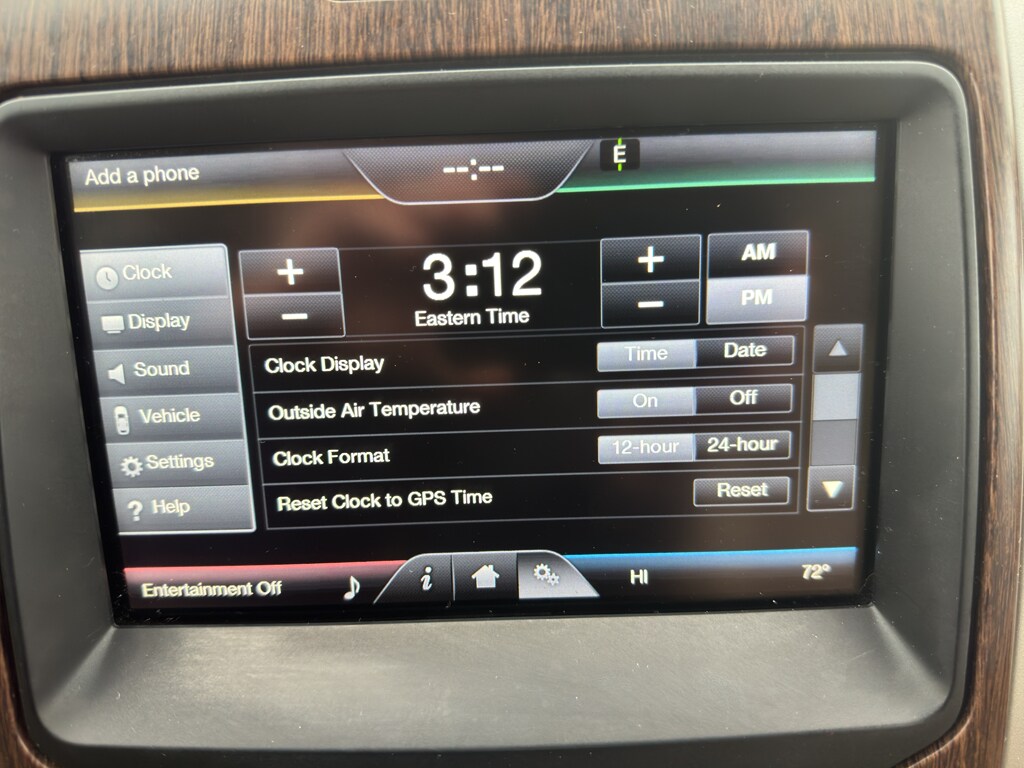 Add a phone
--:--
E
Clock
Display
Sound
Vehicle
Settings
? Help
+
−
3:12
Eastern Time
+
−
AM
PM
Clock Display Time Date
Outside Air Temperature On Off
Clock Format 12-hour 24-hour
Reset Clock to GPS Time Reset
Entertainment Off
i
HI
72°